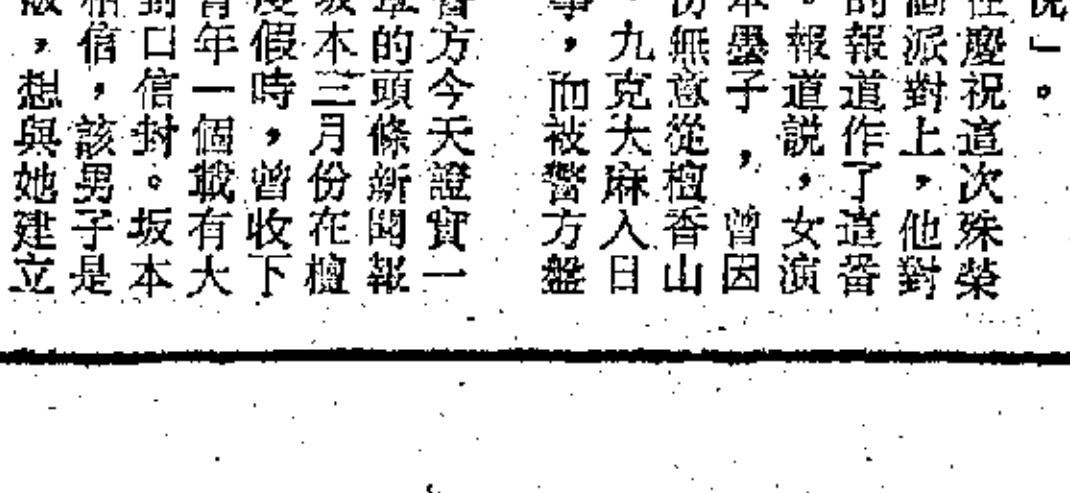 」。
慶祝這次殊榮
派對上，他對
報道作了這番
。報道說，女演
墨子，曾因
無意從檀香山
九克大麻入日
，而被警方盤
方今天證實一
的頭條新聞報
本三月份在檀
假時，曾收下
年一個載有大
口信封。坂本
信，該男子是
，想與她建立